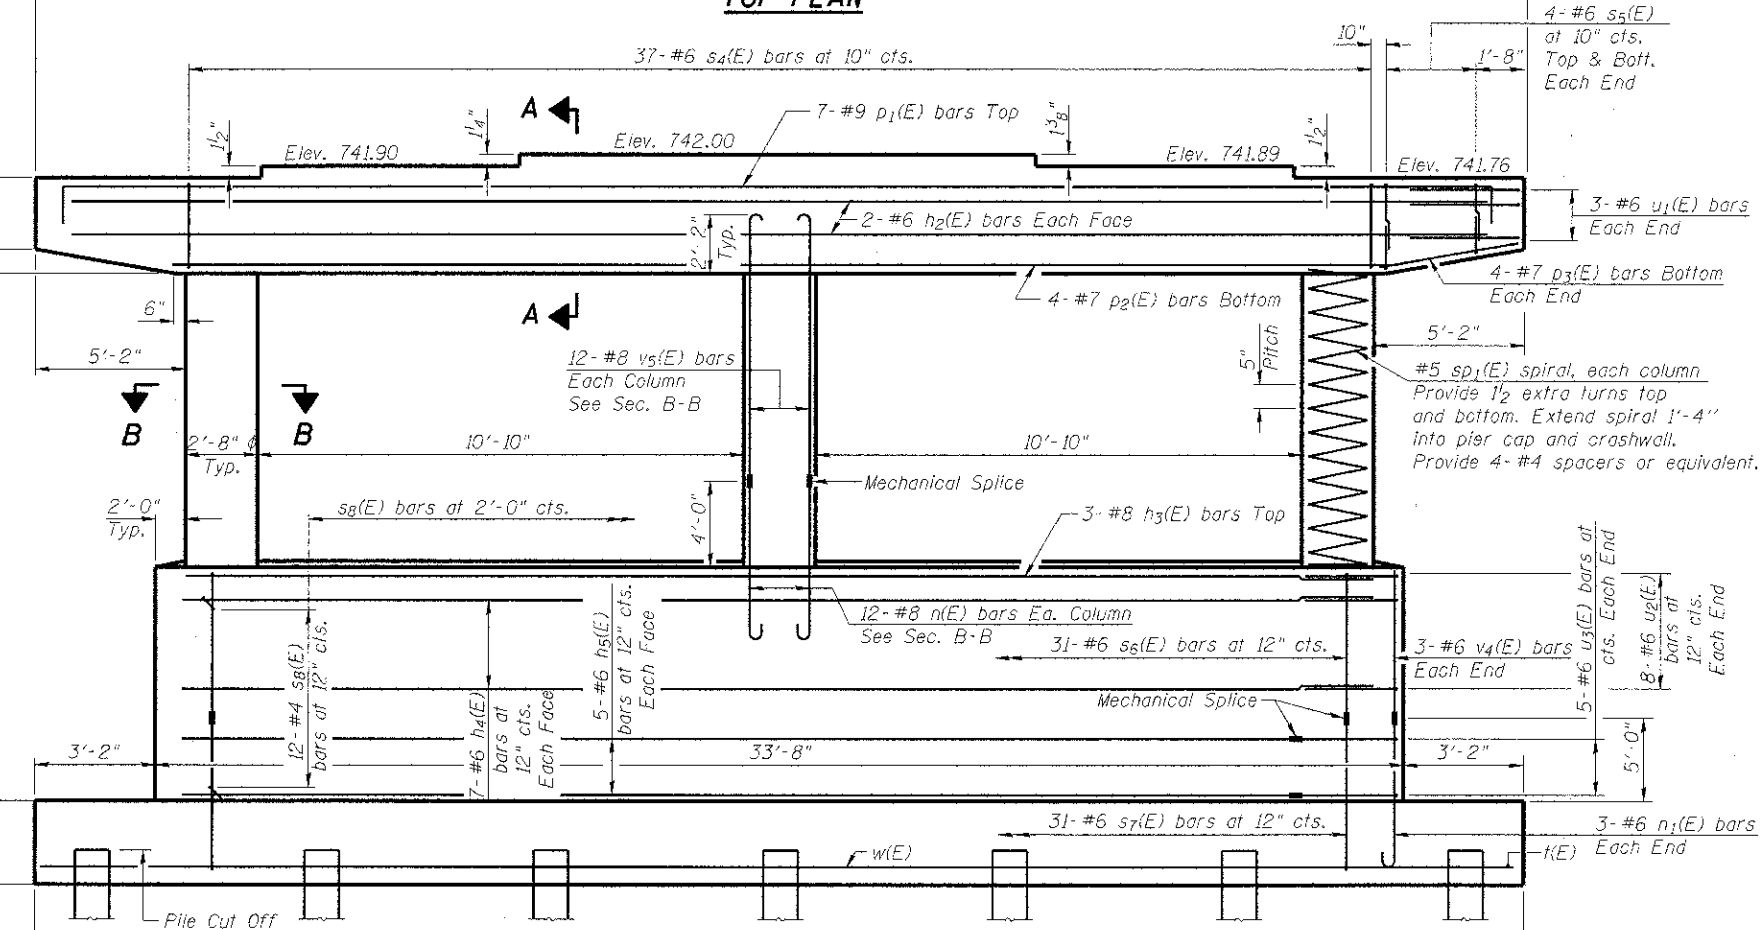 TOP PLAN
4-#6 s5(E)
at 10" cts.
Top & Bott.
Each End
10"
1'-8"
37-#6 s4(E) bars at 10" cts.
A
7-#9 p1(E) bars Top
1½"
1¼"
1⅜"
1½"
Elev. 741.90
Elev. 742.00
Elev. 741.89
Elev. 741.76
3-#6 u1(E) bars
Each End
2-#6 h2(E) bars Each Face
2'-2"
Typ.
4-#7 p3(E) bars Bottom
Each End
4-#7 p2(E) bars Bottom
6"
A
5'-2"
5'-2"
12-#8 v5(E) bars
Each Column
See Sec. B-B
5"
Pitch
#5 sp1(E) spiral, each column
Provide 1½ extra turns top
and bottom. Extend spiral 1'-4"
into pier cap and crashwall.
Provide 4-#4 spacers or equivalent.
B
B
2'-8" ϕ
Typ.
10'-10"
10'-10"
Mechanical Splice
2'-0"
Typ.
s8(E) bars at 2'-0" cts.
4'-0"
3-#8 h3(E) bars Top
12-#8 n(E) bars Ea. Column
See Sec. B-B
31-#6 s6(E) bars at 12" cts.
3-#6 v4(E) bars
Each End
12-#4 s8(E)
bars at 12" cts.
7-#6 h4(E)
bars at
12" cts.
Each Face
5-#6 h5(E)
bars at 12" cts.
Each Face
5-#6 u3(E) bars at
cts. Each End
8-#6 u2(E)
bars at
12" cts.
Each End
Mechanical Splice
3'-2"
33'-8"
3'-2"
5'-0"
31-#6 s7(E) bars at 12" cts.
3-#6 n1(E) bars
Each End
w(E)
t(E)
Pile Cut Off